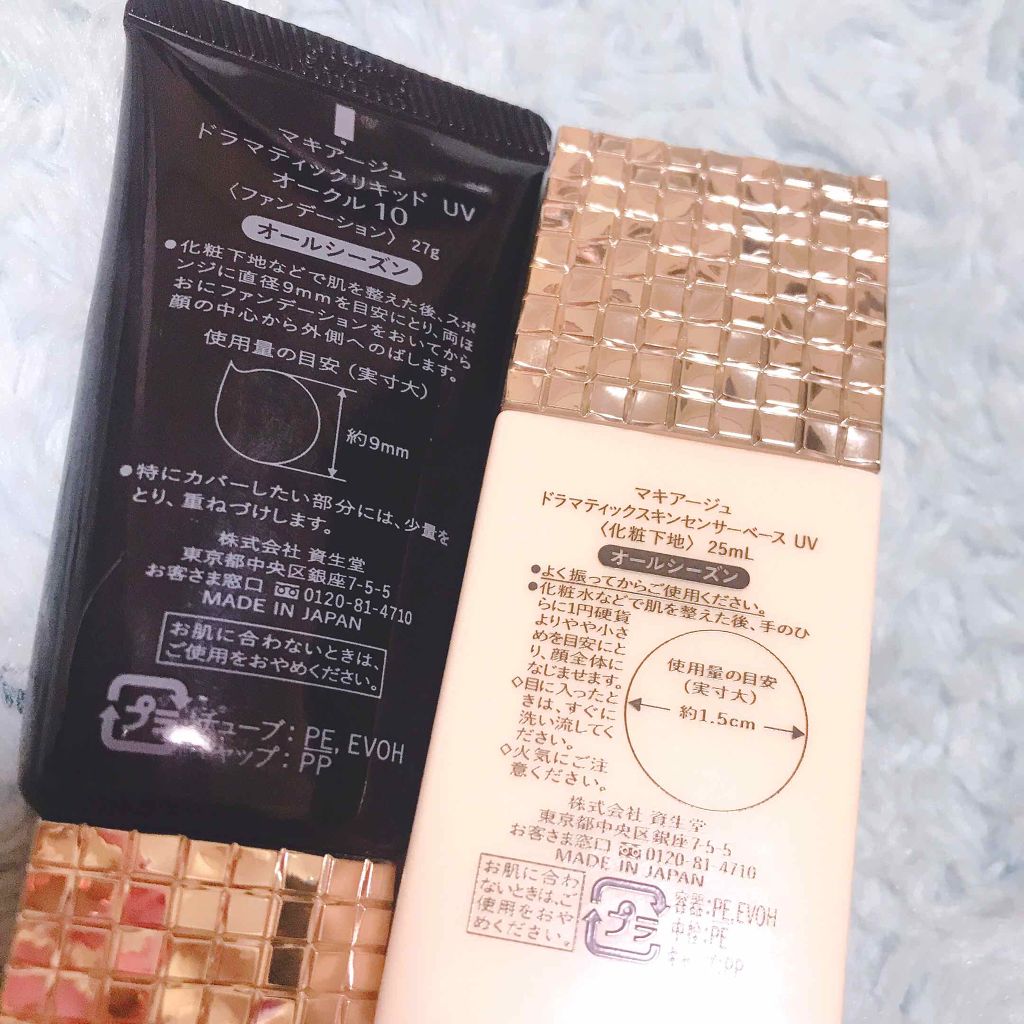 マキアージュ
ドラマティックリキッド UV
オークル 10
〈ファンデーション〉 27g
オールシーズン
●化粧下地などで肌を整えた後、スポ
ンジに直径9mmを目安にとり、両ほ
おにファンデーションをおいてから
顔の中心から外側へのばします。
使用量の目安 (実寸大)
約9mm
●特にカバーしたい部分には、少量を
とり、重ねづけします。
株式会社 資生堂
東京都中央区銀座7-5-5
お客さま窓口 0120-81-4710
MADE IN JAPAN
お肌に合わないときは、
ご使用をおやめください。
プラ
チューブ : PE, EVOH
キャップ : PP
マキアージュ
ドラマティックスキンセンサーベース UV
〈化粧下地〉 25mL
オールシーズン
●よく振ってからご使用ください。
●化粧水などで肌を整えた後、手のひ
らに1円硬貨
よりやや小さ
めを目安にと
り、顔全体に
なじませます。
◇目に入ったと
きは、すぐに
洗い流してく
ださい。
◇火気にご注
意ください。
使用量の目安
(実寸大)
約1.5cm
株式会社 資生堂
東京都中央区銀座7-5-5
お客さま窓口 0120-81-4710
MADE IN JAPAN
お肌に合わ
ないときは、ご
使用をおや
めください。
プラ
容器:PE,EVOH
中栓:PE
キャップ:PP